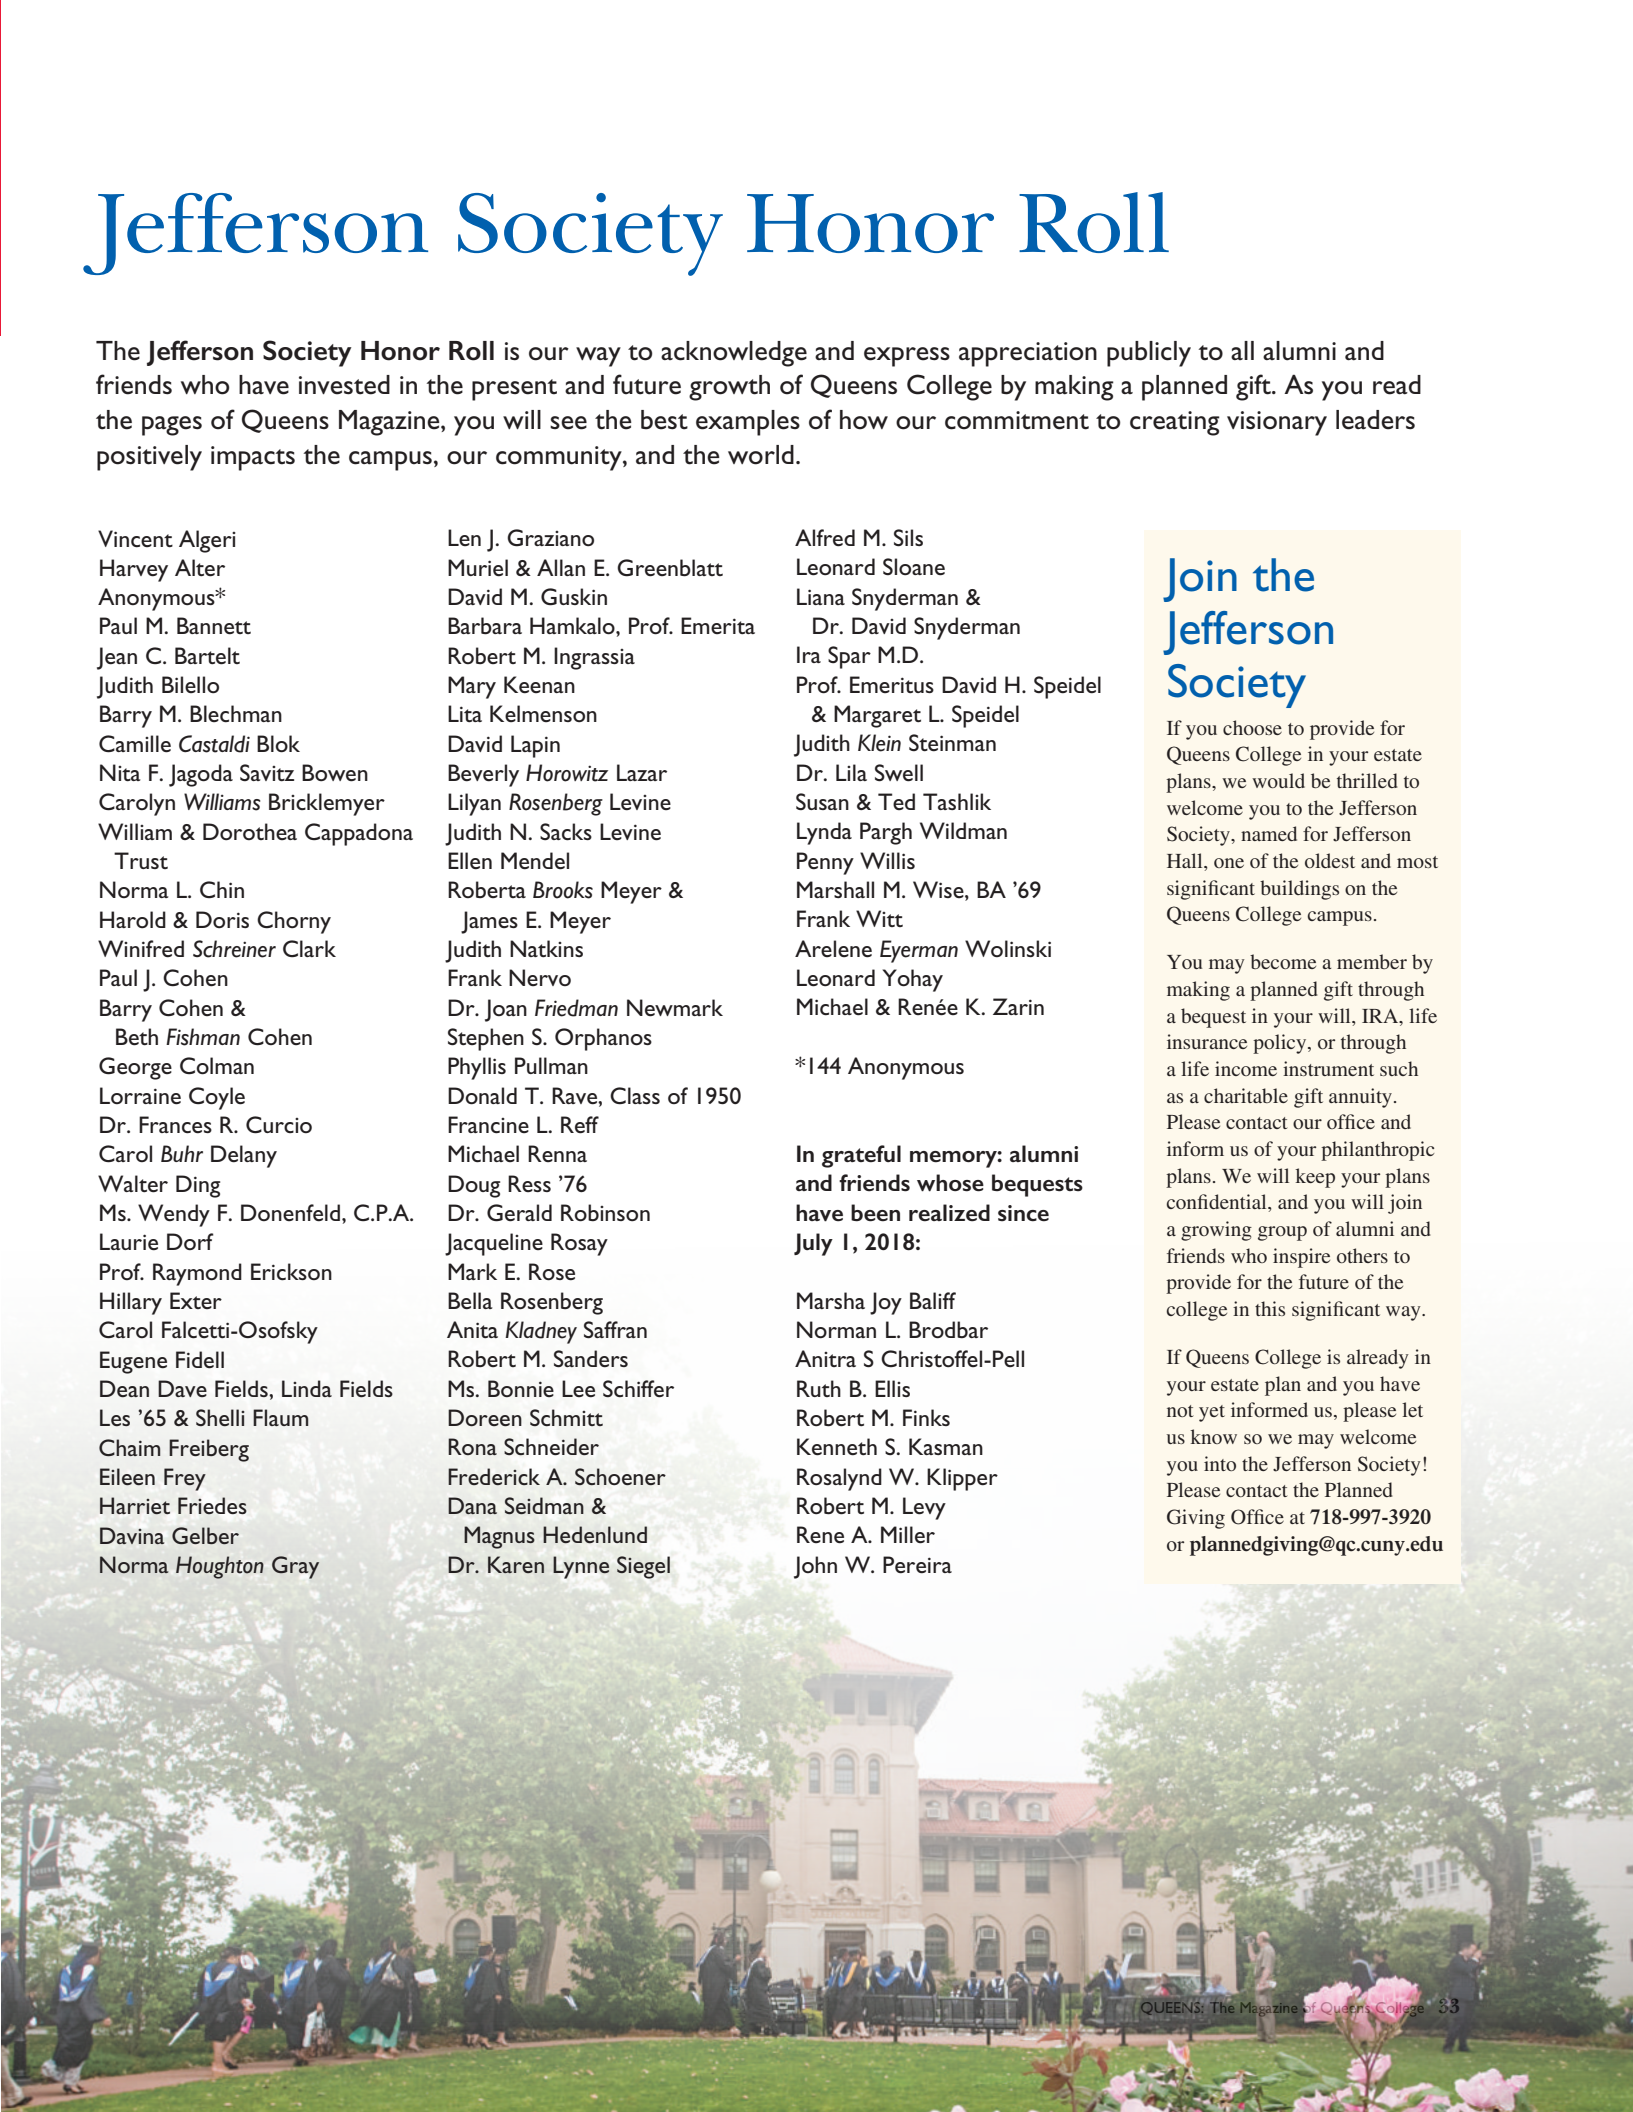 Jefferson Society Honor Roll
The Jefferson Society Honor Roll is our way to acknowledge and express appreciation publicly to all alumni and
friends who have invested in the present and future growth of Queens College by making a planned gift. As you read
the pages of Queens Magazine, you will see the best examples of how our commitment to creating visionary leaders
positively impacts the campus, our community, and the world.
Vincent Algeri
Harvey Alter
Anonymous*
Paul M. Bannett
Jean C. Bartelt
Judith Bilello
Barry M. Blechman
Camille Castaldi Blok
Nita F. Jagoda Savitz Bowen
Carolyn Williams Bricklemyer
William & Dorothea Cappadona
Trust
Norma L. Chin
Harold & Doris Chorny
Winifred Schreiner Clark
Paul J. Cohen
Barry Cohen &
Beth Fishman Cohen
George Colman
Lorraine Coyle
Dr. Frances R. Curcio
Carol Buhr Delany
Walter Ding
Ms. Wendy F. Donenfeld, C.P.A.
Laurie Dorf
Prof. Raymond Erickson
Hillary Exter
Carol Falcetti-Osofsky
Eugene Fidell
Dean Dave Fields, Linda Fields
Les ’65 & Shelli Flaum
Chaim Freiberg
Eileen Frey
Harriet Friedes
Davina Gelber
Norma Houghton Gray
Len J. Graziano
Muriel & Allan E. Greenblatt
David M. Guskin
Barbara Hamkalo, Prof. Emerita
Robert M. Ingrassia
Mary Keenan
Lita Kelmenson
David Lapin
Beverly Horowitz Lazar
Lilyan Rosenberg Levine
Judith N. Sacks Levine
Ellen Mendel
Roberta Brooks Meyer &
James E. Meyer
Judith Natkins
Frank Nervo
Dr. Joan Friedman Newmark
Stephen S. Orphanos
Phyllis Pullman
Donald T. Rave, Class of 1950
Francine L. Reff
Michael Renna
Doug Ress ’76
Dr. Gerald Robinson
Jacqueline Rosay
Mark E. Rose
Bella Rosenberg
Anita Kladney Saffran
Robert M. Sanders
Ms. Bonnie Lee Schiffer
Doreen Schmitt
Rona Schneider
Frederick A. Schoener
Dana Seidman &
Magnus Hedenlund
Dr. Karen Lynne Siegel
Alfred M. Sils
Leonard Sloane
Liana Snyderman &
Dr. David Snyderman
Ira Spar M.D.
Prof. Emeritus David H. Speidel
& Margaret L. Speidel
Judith Klein Steinman
Dr. Lila Swell
Susan & Ted Tashlik
Lynda Pargh Wildman
Penny Willis
Marshall M. Wise, BA ’69
Frank Witt
Arelene Eyerman Wolinski
Leonard Yohay
Michael & Renée K. Zarin
*144 Anonymous
In grateful memory: alumni
and friends whose bequests
have been realized since
July 1, 2018:
Marsha Joy Baliff
Norman L. Brodbar
Anitra S Christoffel-Pell
Ruth B. Ellis
Robert M. Finks
Kenneth S. Kasman
Rosalynd W. Klipper
Robert M. Levy
Rene A. Miller
John W. Pereira
Join the
Jefferson
Society
If you choose to provide for
Queens College in your estate
plans, we would be thrilled to
welcome you to the Jefferson
Society, named for Jefferson
Hall, one of the oldest and most
significant buildings on the
Queens College campus.
You may become a member by
making a planned gift through
a bequest in your will, IRA, life
insurance policy, or through
a life income instrument such
as a charitable gift annuity.
Please contact our office and
inform us of your philanthropic
plans. We will keep your plans
confidential, and you will join
a growing group of alumni and
friends who inspire others to
provide for the future of the
college in this significant way.
If Queens College is already in
your estate plan and you have
not yet informed us, please let
us know so we may welcome
you into the Jefferson Society!
Please contact the Planned
Giving Office at 718-997-3920
or plannedgiving@qc.cuny.edu
QUEENS
QUEENS: The Magazine of Queens College 33